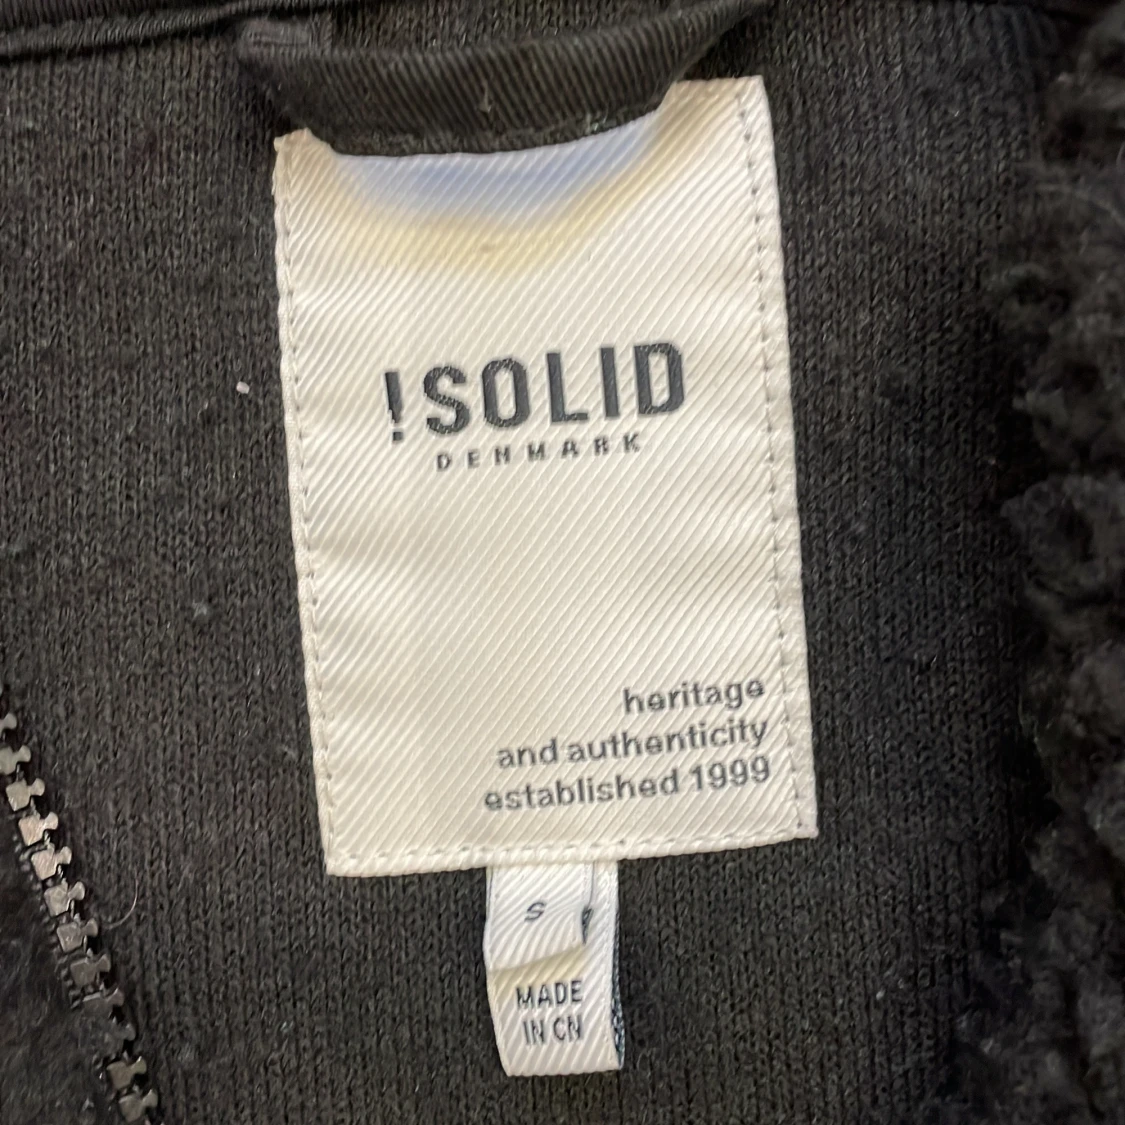 !SOLID
DENMARK
heritage
and authenticity
established 1999
S
MADE
IN CN